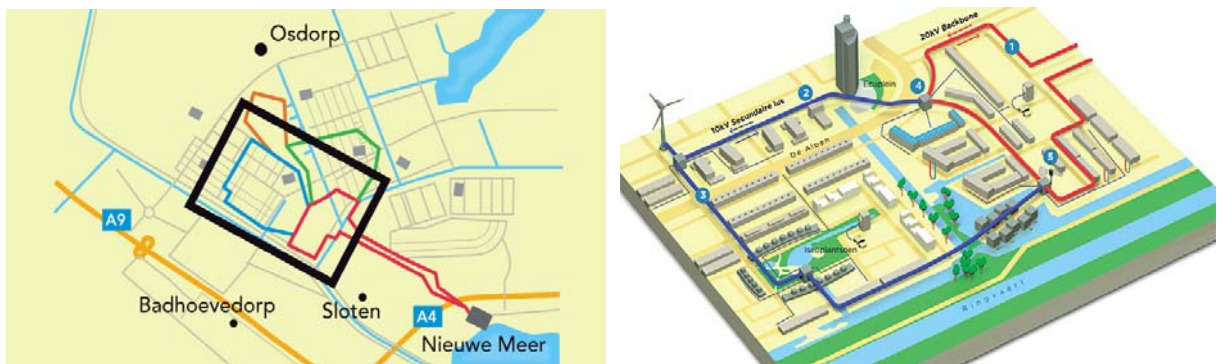 Osdorp
A9
Badhoevedorp
Sloten
A4
Nieuwe Meer
20kV Backbone
1
4
2
10kV Secundaire lus
De Alpen
5
3
Ringvaart